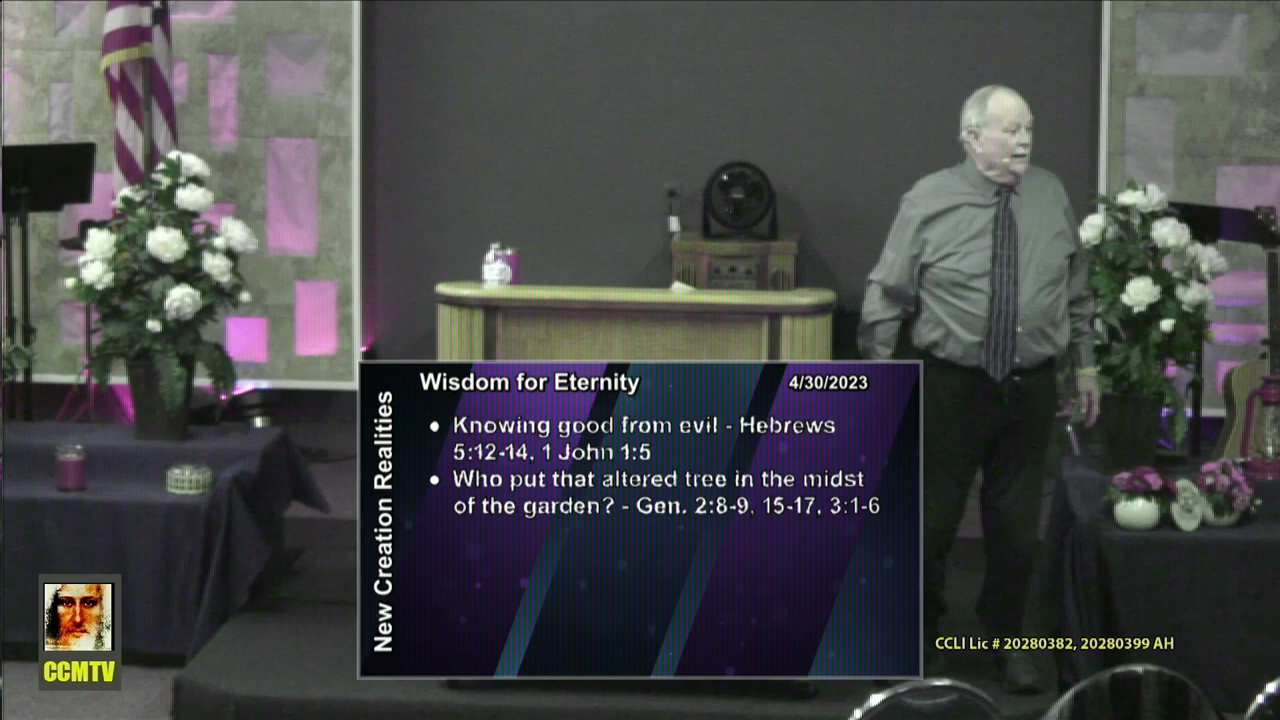 Wisdom for Eternity
4/30/2023
New Creation Realities
● Knowing good from evil - Hebrews
5:12-14, 1 John 1:5
● Who put that altered tree in the midst
of the garden? - Gen. 2:8-9, 15-17, 3:1-6
CCLI Lic # 20280382, 20280399 AH
CCMTV